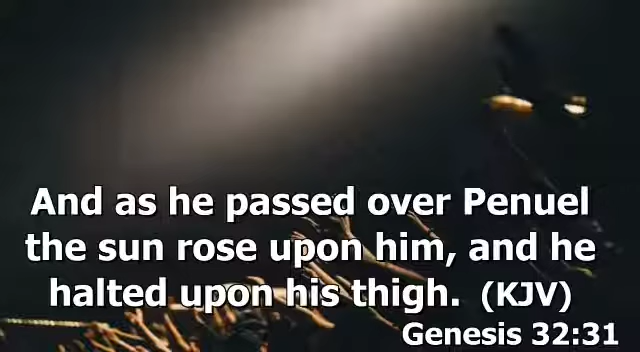 And as he passed over Penuel
the sun rose upon him, and he
halted upon his thigh. (KJV)
Genesis 32:31